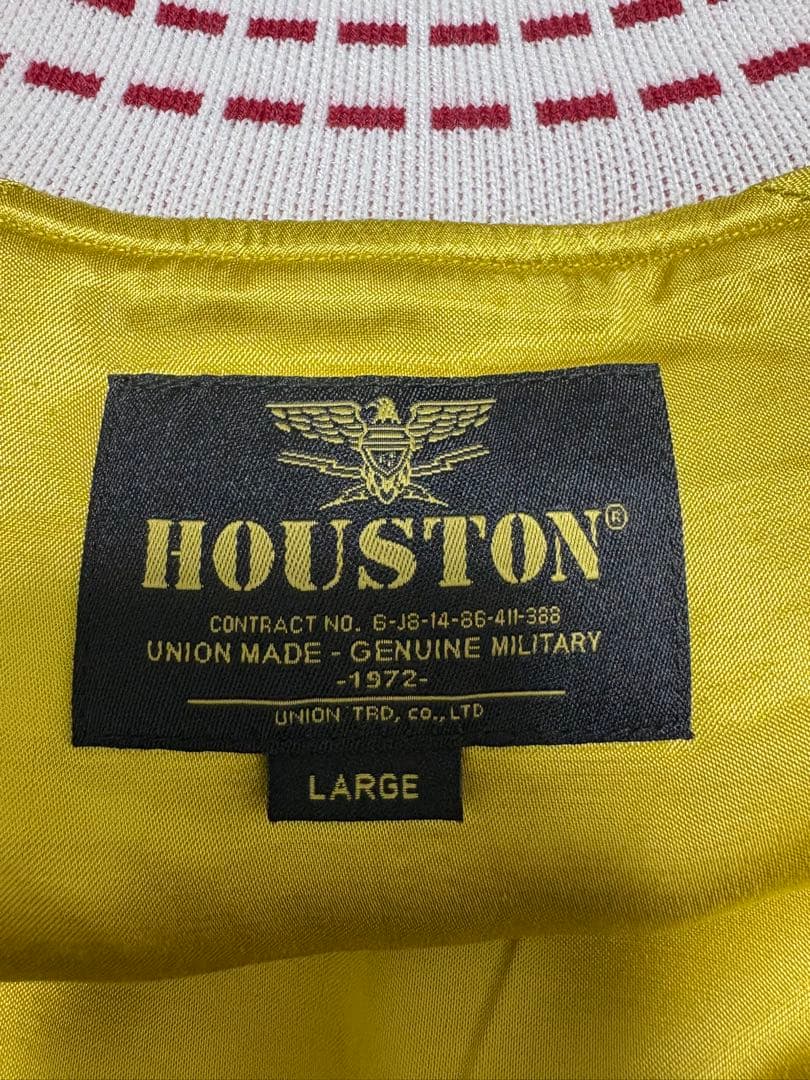 HOUSTON®
CONTRACT NO. 6-J8-14-86-411-388
UNION MADE - GENUINE MILITARY
-1972-
UNION TRD, co.,LTD
LARGE